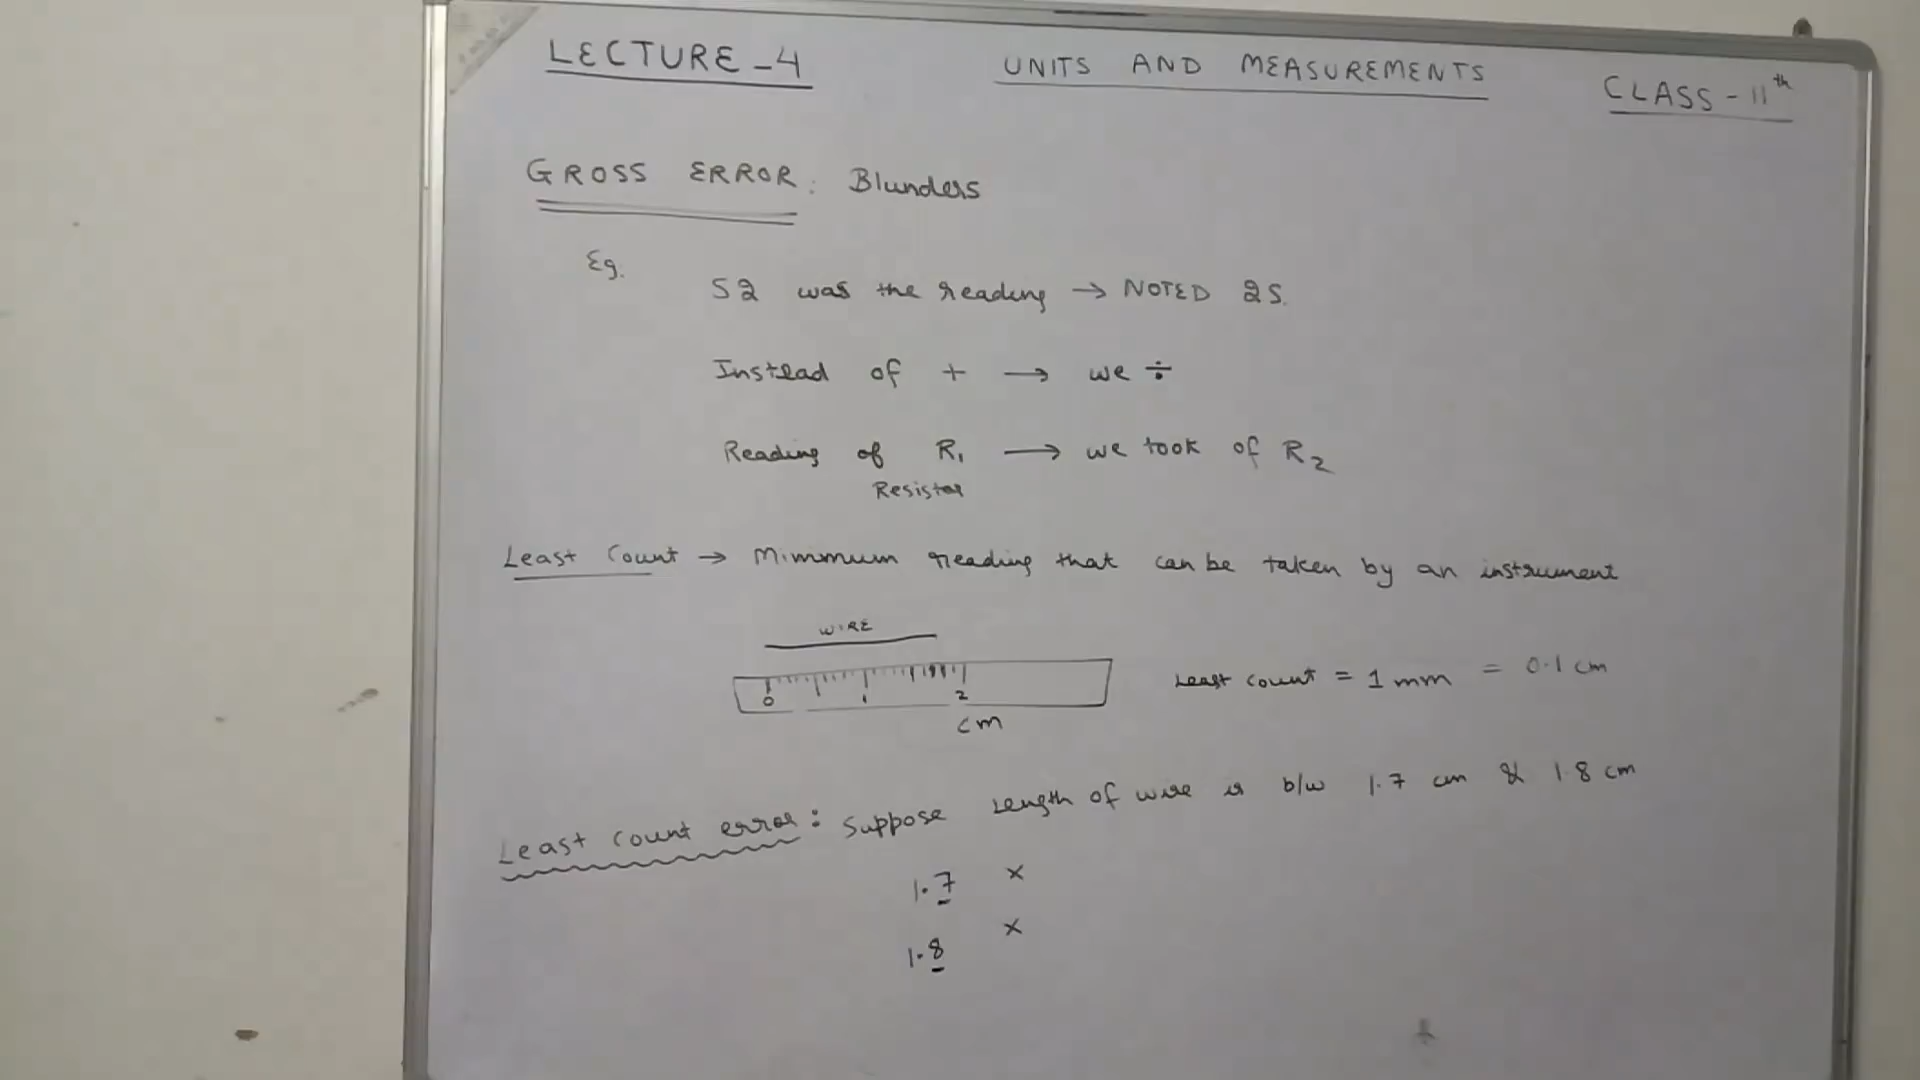 LECTURE-4
UNITS AND MEASUREMENTS
CLASS-11th
GROSS ERROR: Blunders
Eg.
52 was the reading → NOTED 25.
Instead of + → we ÷
Reading of R1 → we took of R2
Resistor
Least Count → Minimum reading that can be taken by an instrument
WIRE
0 1 2
cm
Least count = 1 mm = 0.1 cm
Least count error: Suppose Length of wire is b/w 1.7 cm & 1.8 cm
1.7 ×
1.8 ×